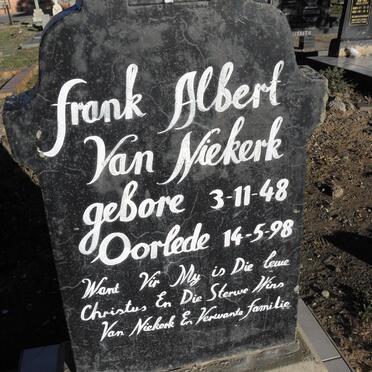 Frank Albert
Van Niekerk
gebore 3-11-48
Oorlede 14-5-98
Want Vir My is Die lewe
Christus En Die Sterwe Wins
Van Niekerk En Verwante Familie